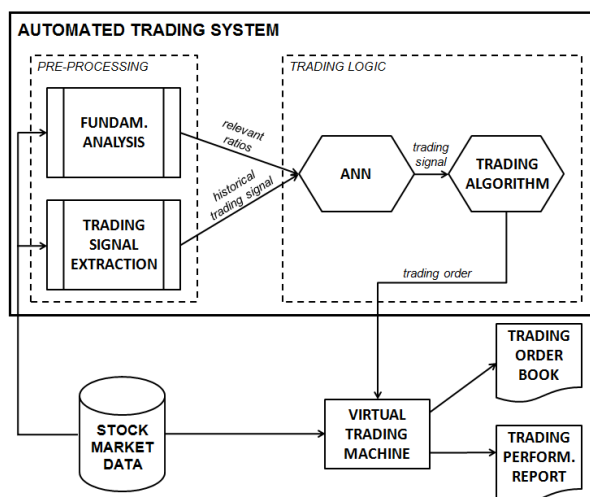 AUTOMATED TRADING SYSTEM
PRE-PROCESSING
FUNDAM.
ANALYSIS
TRADING
SIGNAL
EXTRACTION
relevant
ratios
historical
trading signal
TRADING LOGIC
ANN
trading
signal
TRADING
ALGORITHM
trading order
STOCK
MARKET
DATA
VIRTUAL
TRADING
MACHINE
TRADING
ORDER
BOOK
TRADING
PERFORM.
REPORT